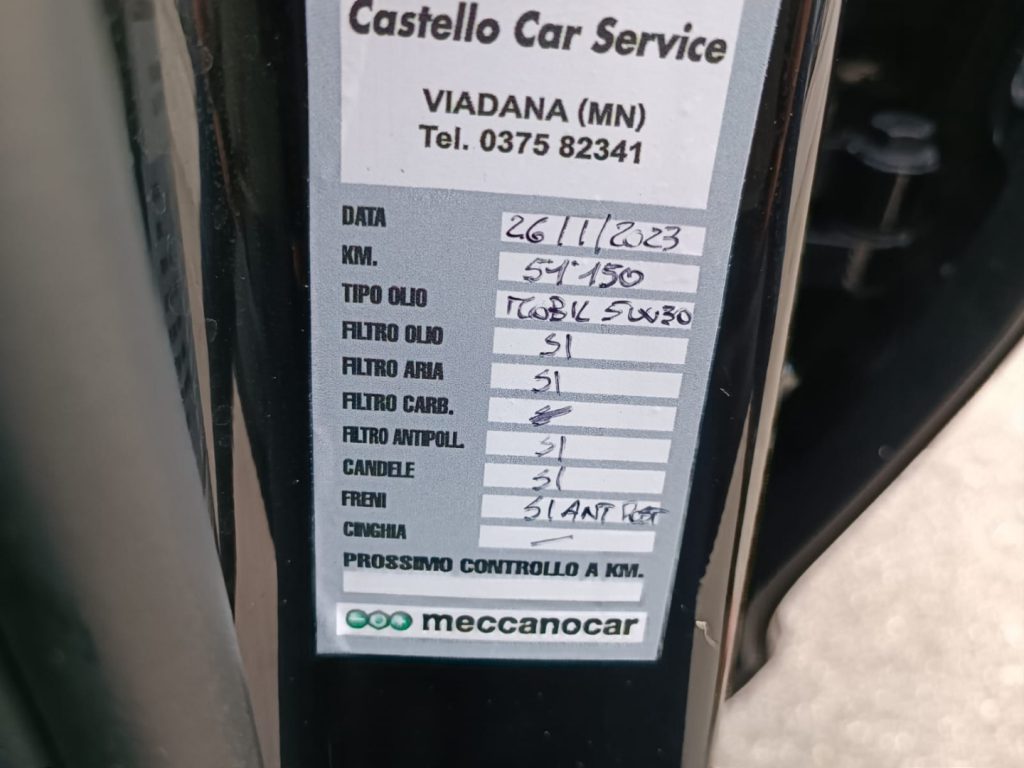 Castello Car Service
VIADANA (MN)
Tel. 0375 82341
DATA 26/1/2023
KM. 51.150
TIPO OLIO MOBIL 5W30
FILTRO OLIO SI
FILTRO ARIA SI
FILTRO CARB.
FILTRO ANTIPOLL. SI
CANDELE SI
FRENI SI ANT POST
CINGHIA —
PROSSIMO CONTROLLO A KM.
meccanocar